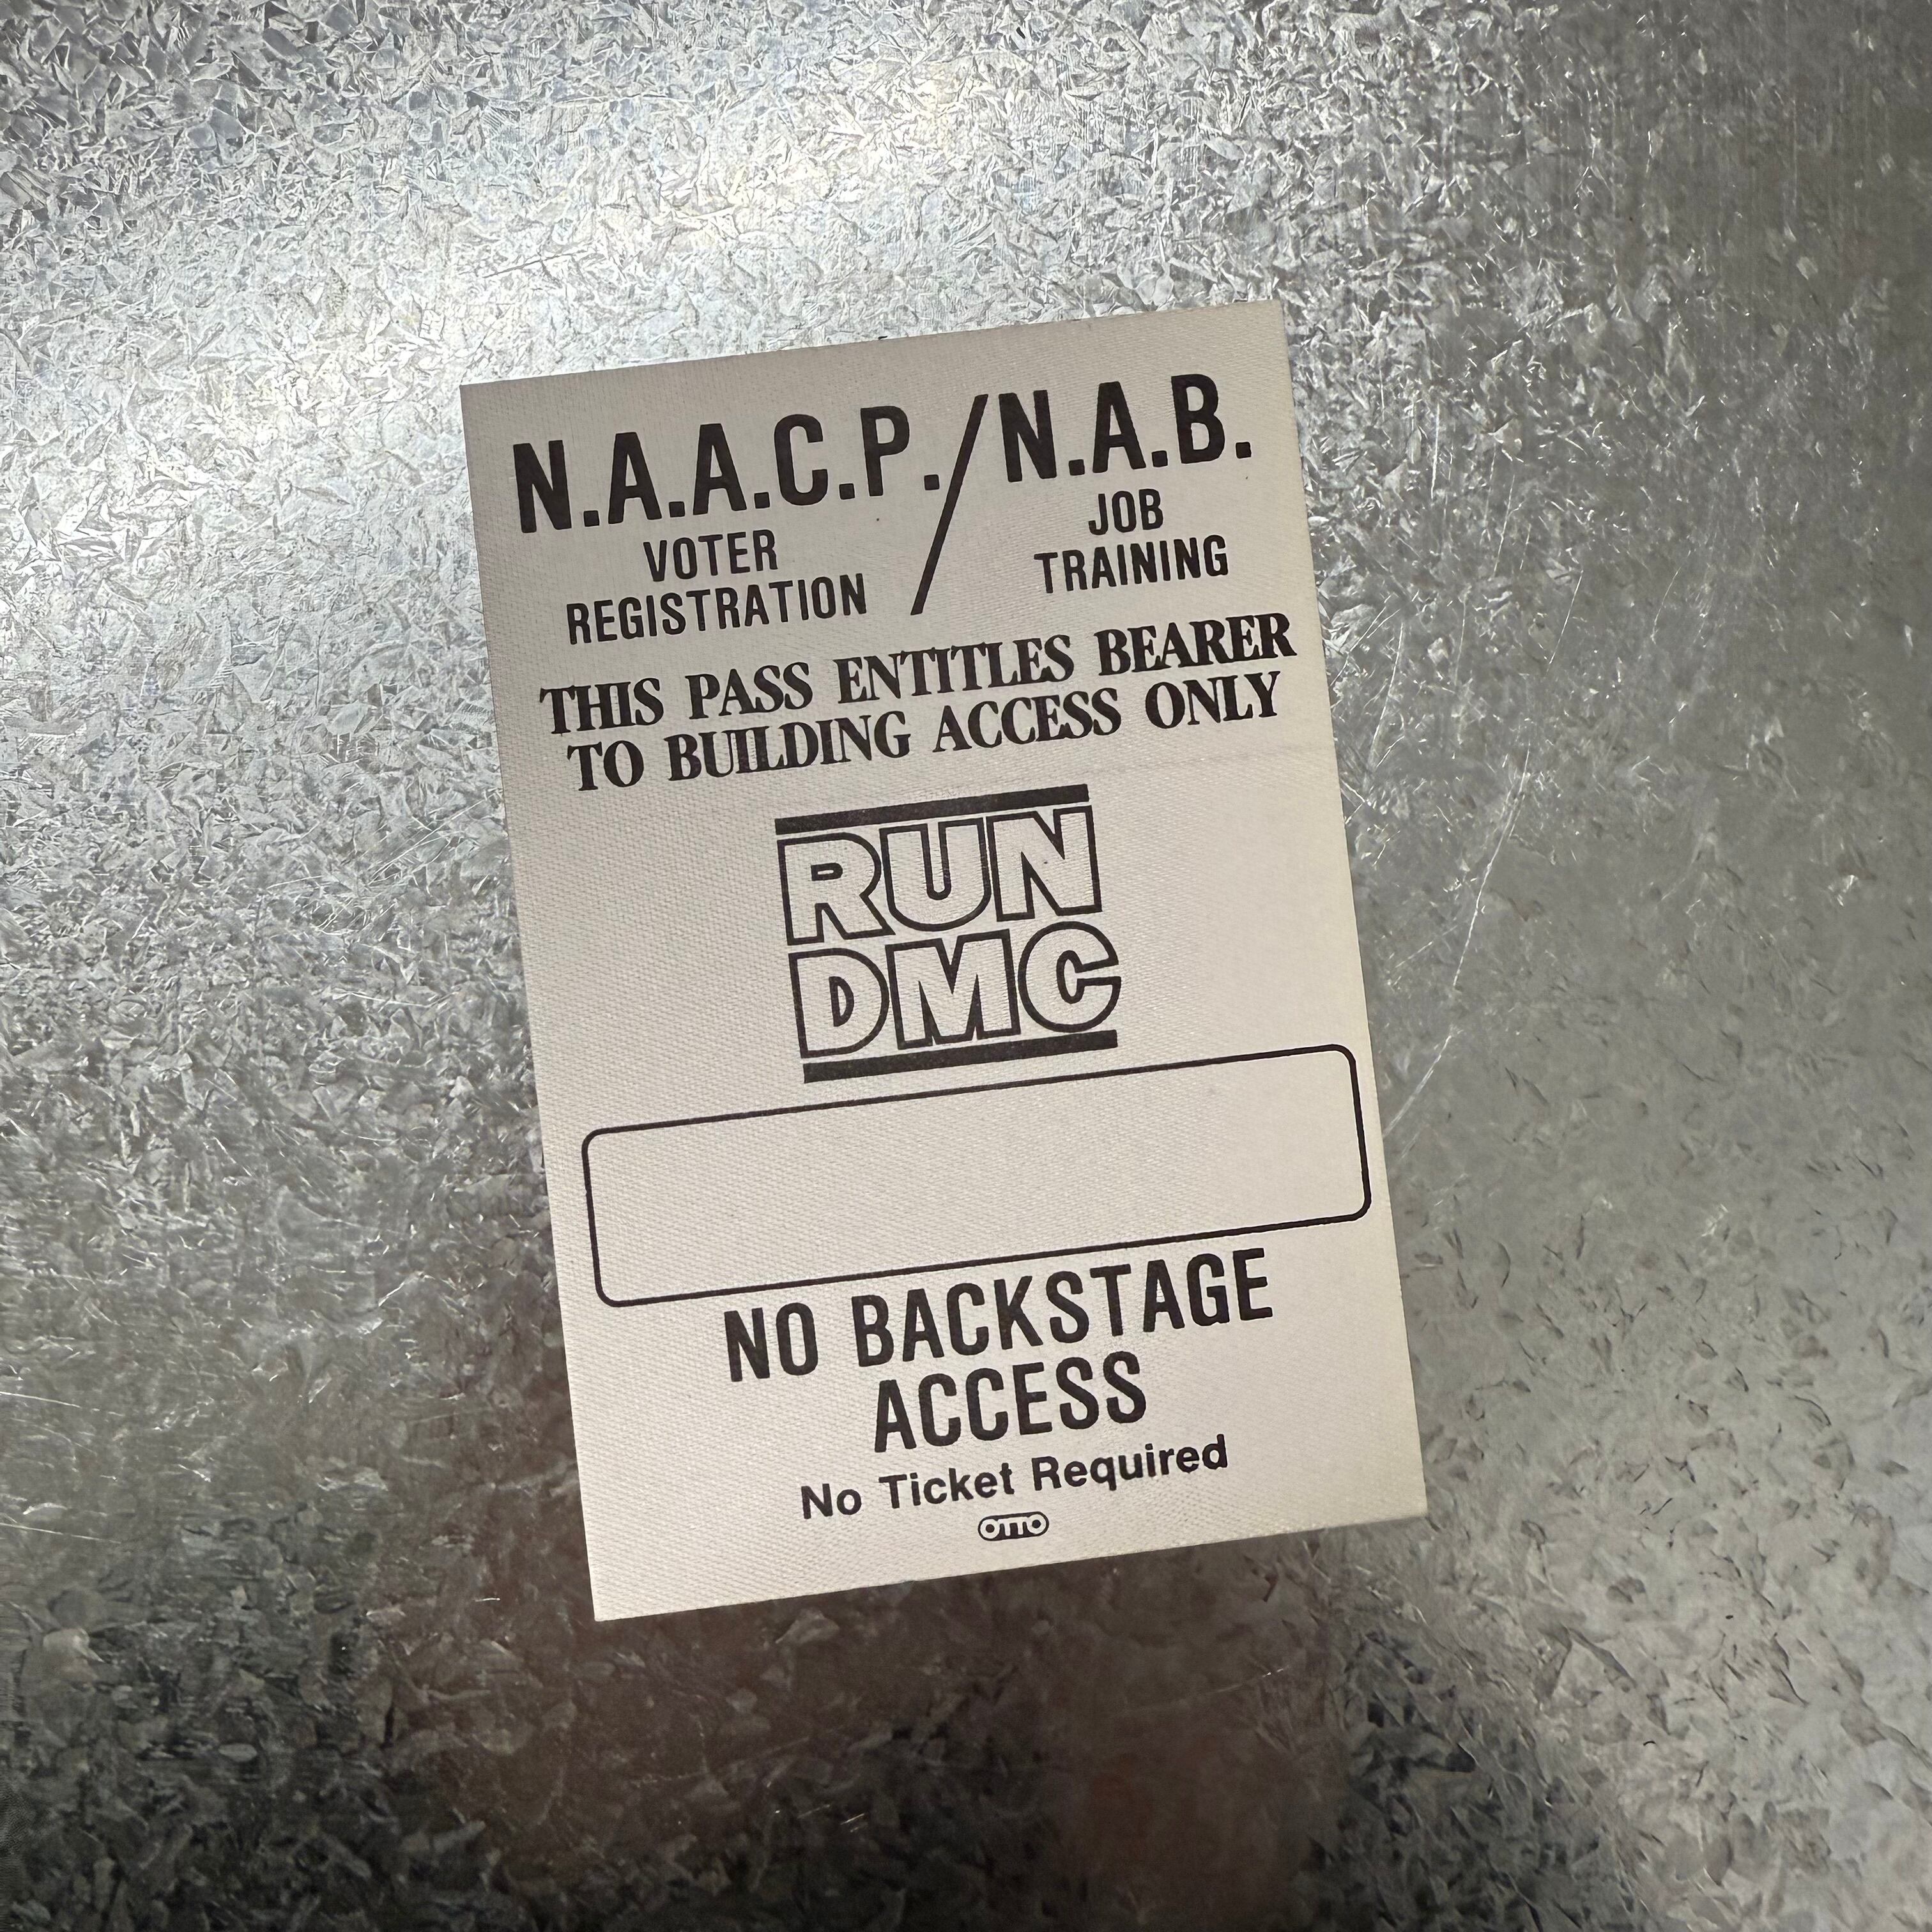 N.A.A.C.P./N.A.B.
VOTER
REGISTRATION
JOB
TRAINING
THIS PASS ENTITLES BEARER
TO BUILDING ACCESS ONLY
RUN
DMC
NO BACKSTAGE
ACCESS
No Ticket Required
OTTO